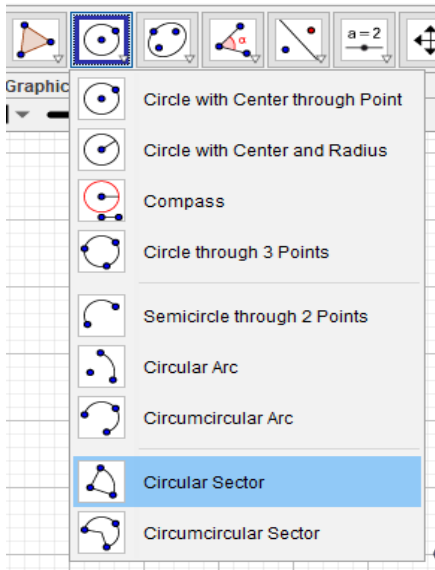 α
a = 2
Graphic
Circle with Center through Point
Circle with Center and Radius
Compass
Circle through 3 Points
Semicircle through 2 Points
Circular Arc
Circumcircular Arc
Circular Sector
Circumcircular Sector